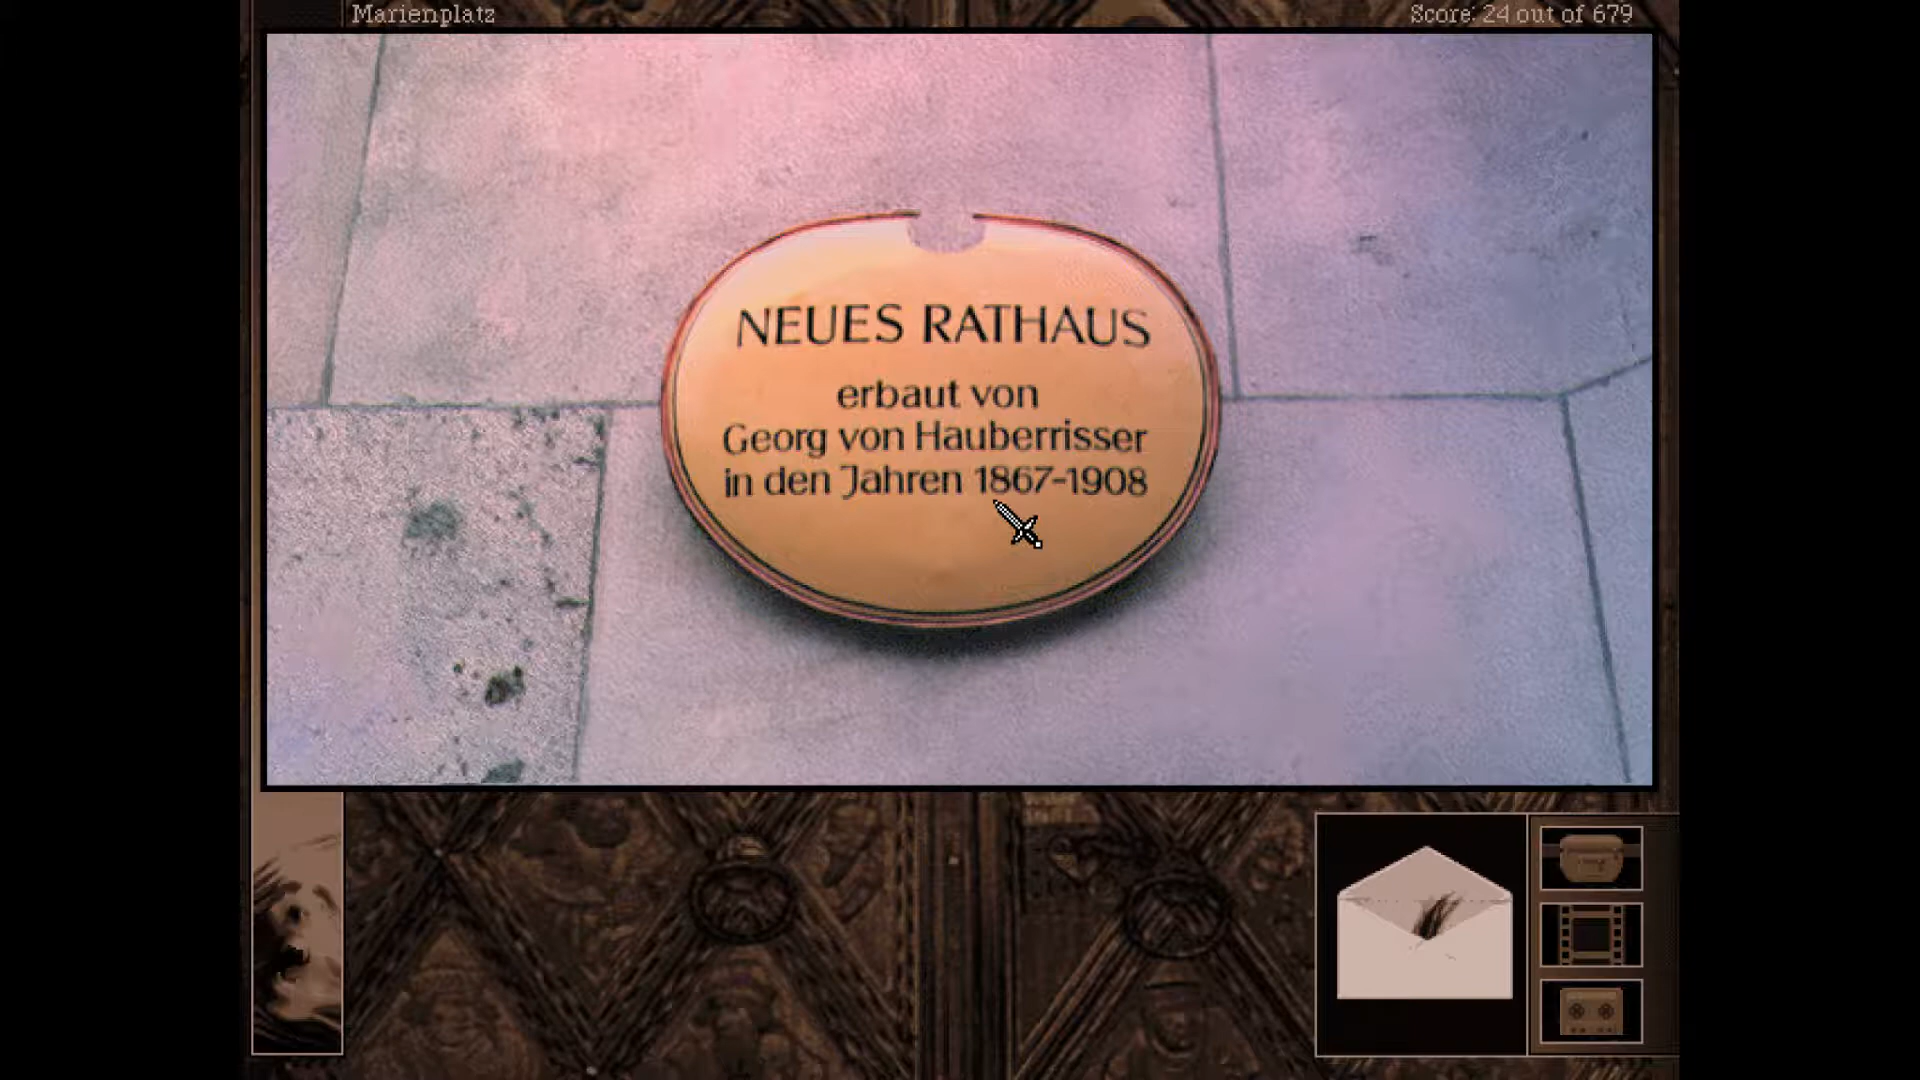 Marienplatz
Score: 24 out of 679
NEUES RATHAUS
erbaut von
Georg von Hauberrisser
in den Jahren 1867-1908